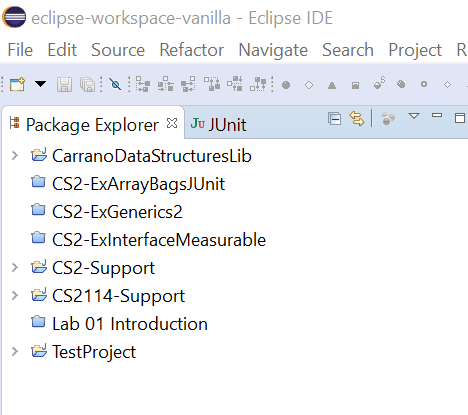 eclipse-workspace-vanilla - Eclipse IDE
File Edit Source Refactor Navigate Search Project R
Package Explorer JUnit
CarranoDataStructuresLib
CS2-ExArrayBagsJUnit
CS2-ExGenerics2
CS2-ExInterfaceMeasurable
CS2-Support
CS2114-Support
Lab 01 Introduction
TestProject